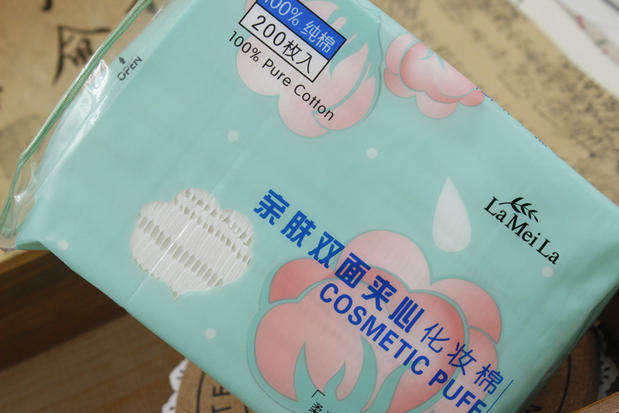 100% 纯棉
200枚入
100% Pure Cotton
OPEN
LaMeiLa
亲肤双面夹心化妆棉
COSMETIC PUFF